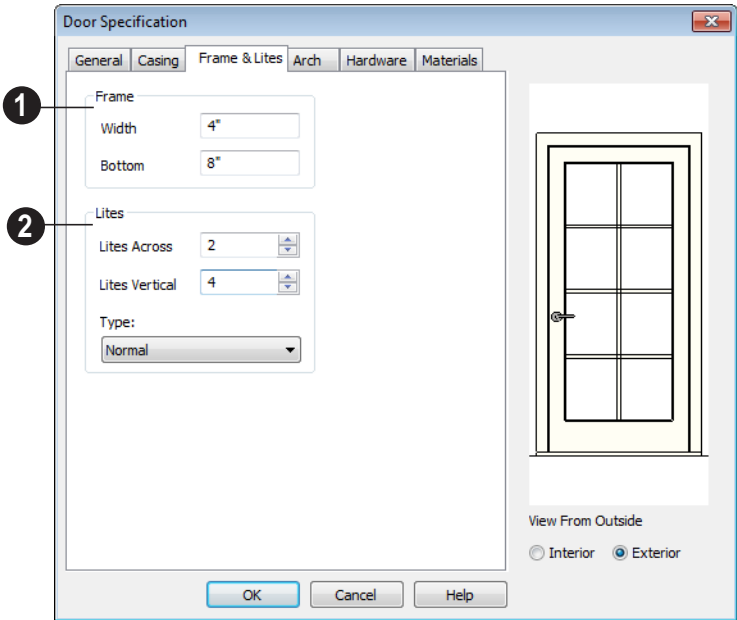 Door Specification
General Casing Frame & Lites Arch Hardware Materials
1
Frame
Width 4"
Bottom 8"
2
Lites
Lites Across 2
Lites Vertical 4
Type:
Normal
View From Outside
Interior Exterior
OK Cancel Help